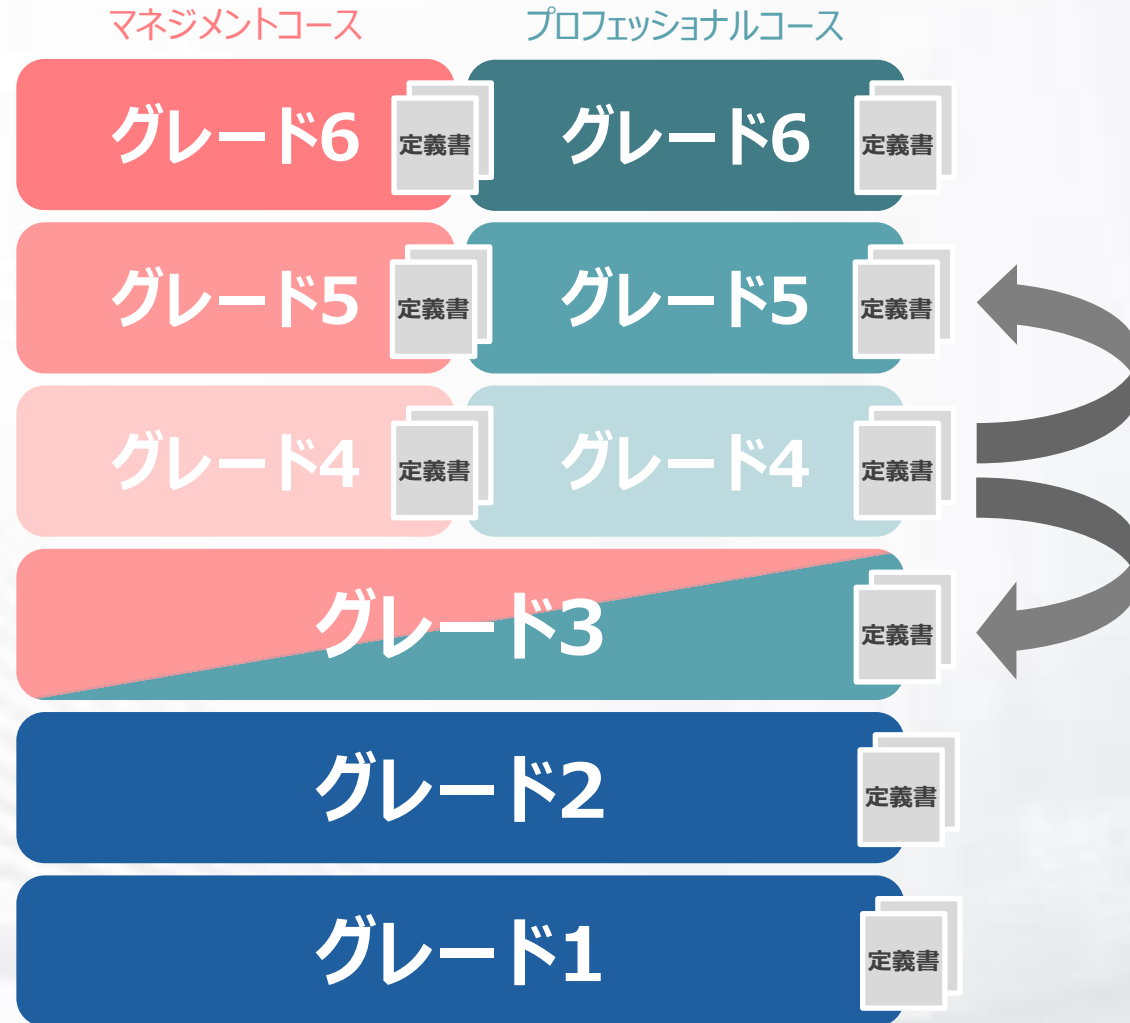 マネジメントコース
プロフェッショナルコース
グレード6
定義書
グレード6
定義書
グレード5
定義書
グレード5
定義書
グレード4
定義書
グレード4
定義書
グレード3
定義書
グレード2
定義書
グレード1
定義書